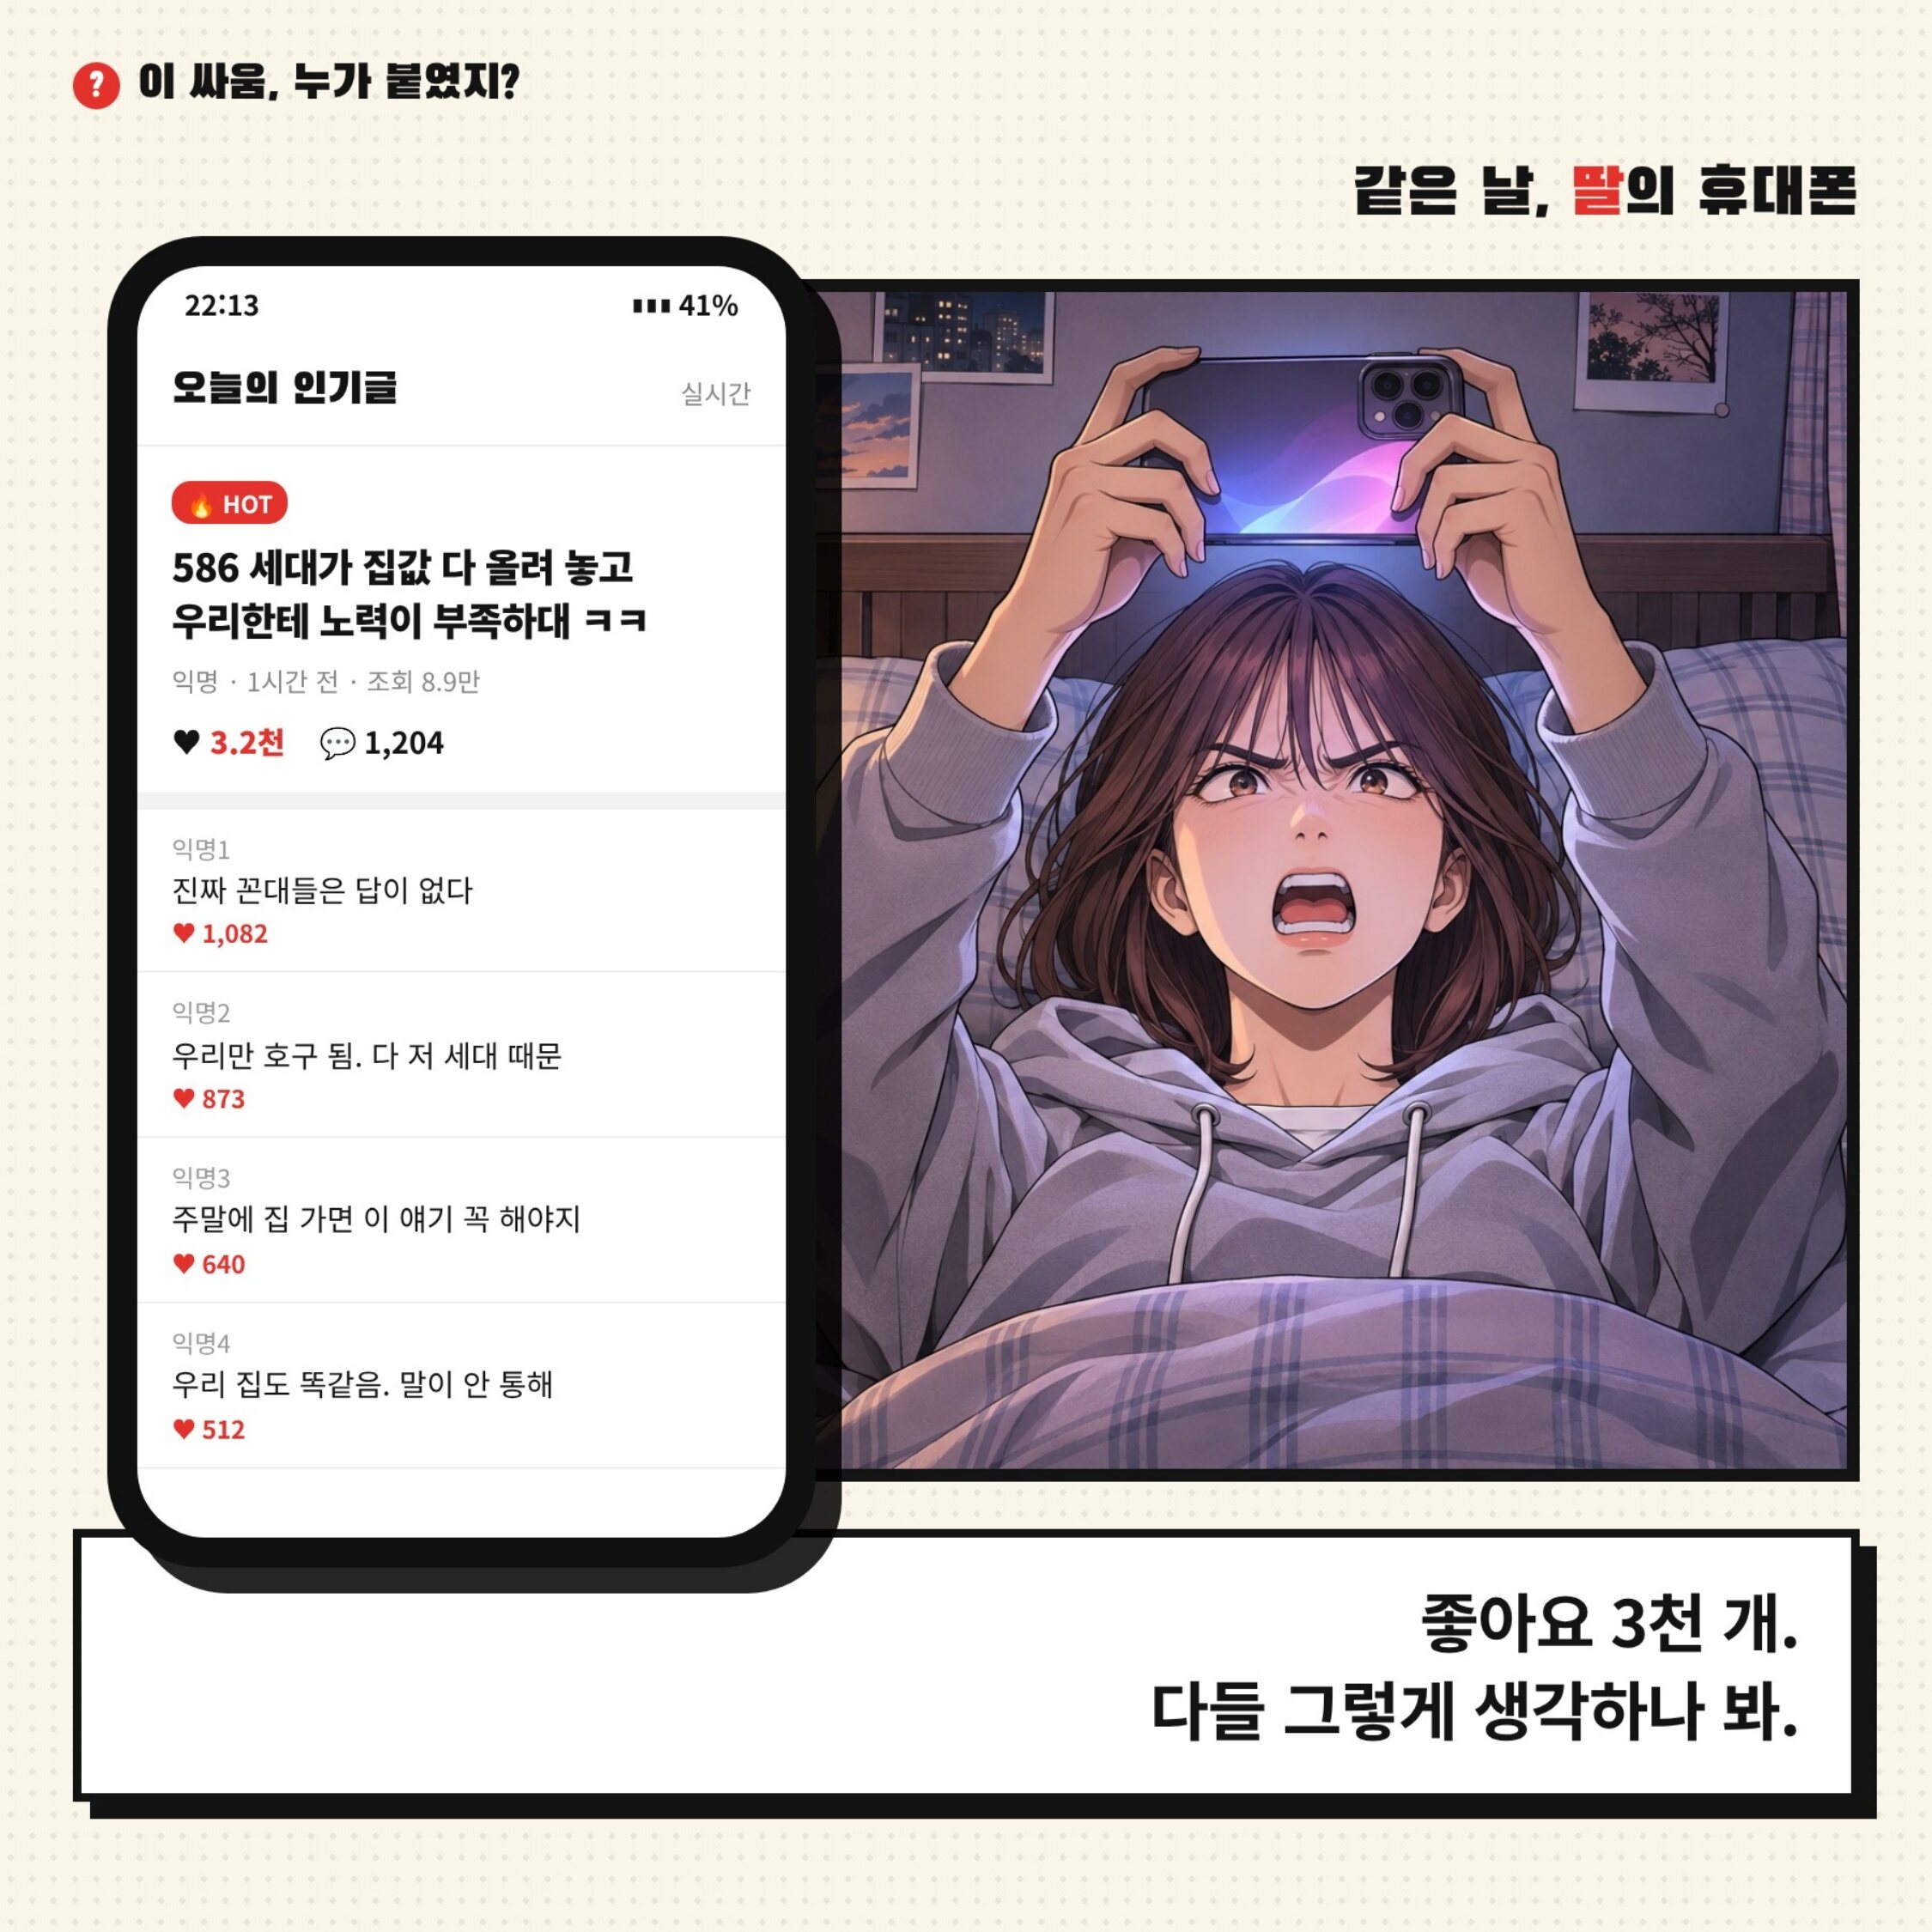 ? 이 싸움, 누가 붙였지?
같은 날, 딸의 휴대폰
22:13 41%
오늘의 인기글 실시간
🔥 HOT
586 세대가 집값 다 올려 놓고
우리한테 노력이 부족하대 ㅋㅋ
익명 · 1시간 전 · 조회 8.9만
♥ 3.2천 💬 1,204
익명1
진짜 꼰대들은 답이 없다
♥ 1,082
익명2
우리만 호구 됨. 다 저 세대 때문
♥ 873
익명3
주말에 집 가면 이 얘기 꼭 해야지
♥ 640
익명4
우리 집도 똑같음. 말이 안 통해
♥ 512
좋아요 3천 개.
다들 그렇게 생각하나 봐.